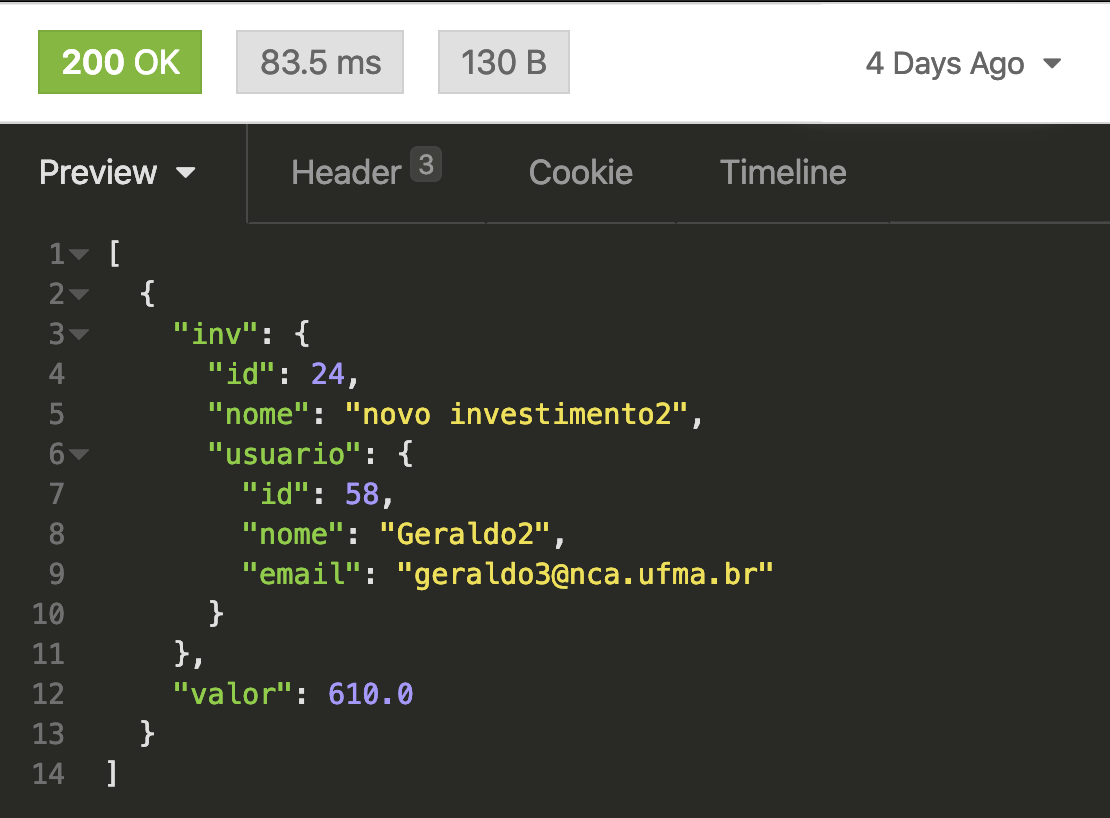 200 OK 83.5 ms 130 B 4 Days Ago
Preview Header 3 Cookie Timeline
1 [
2 {
3 "inv": {
4 "id": 24,
5 "nome": "novo investimento2",
6 "usuario": {
7 "id": 58,
8 "nome": "Geraldo2",
9 "email": "geraldo3@nca.ufma.br"
10 }
11 },
12 "valor": 610.0
13 }
14 ]